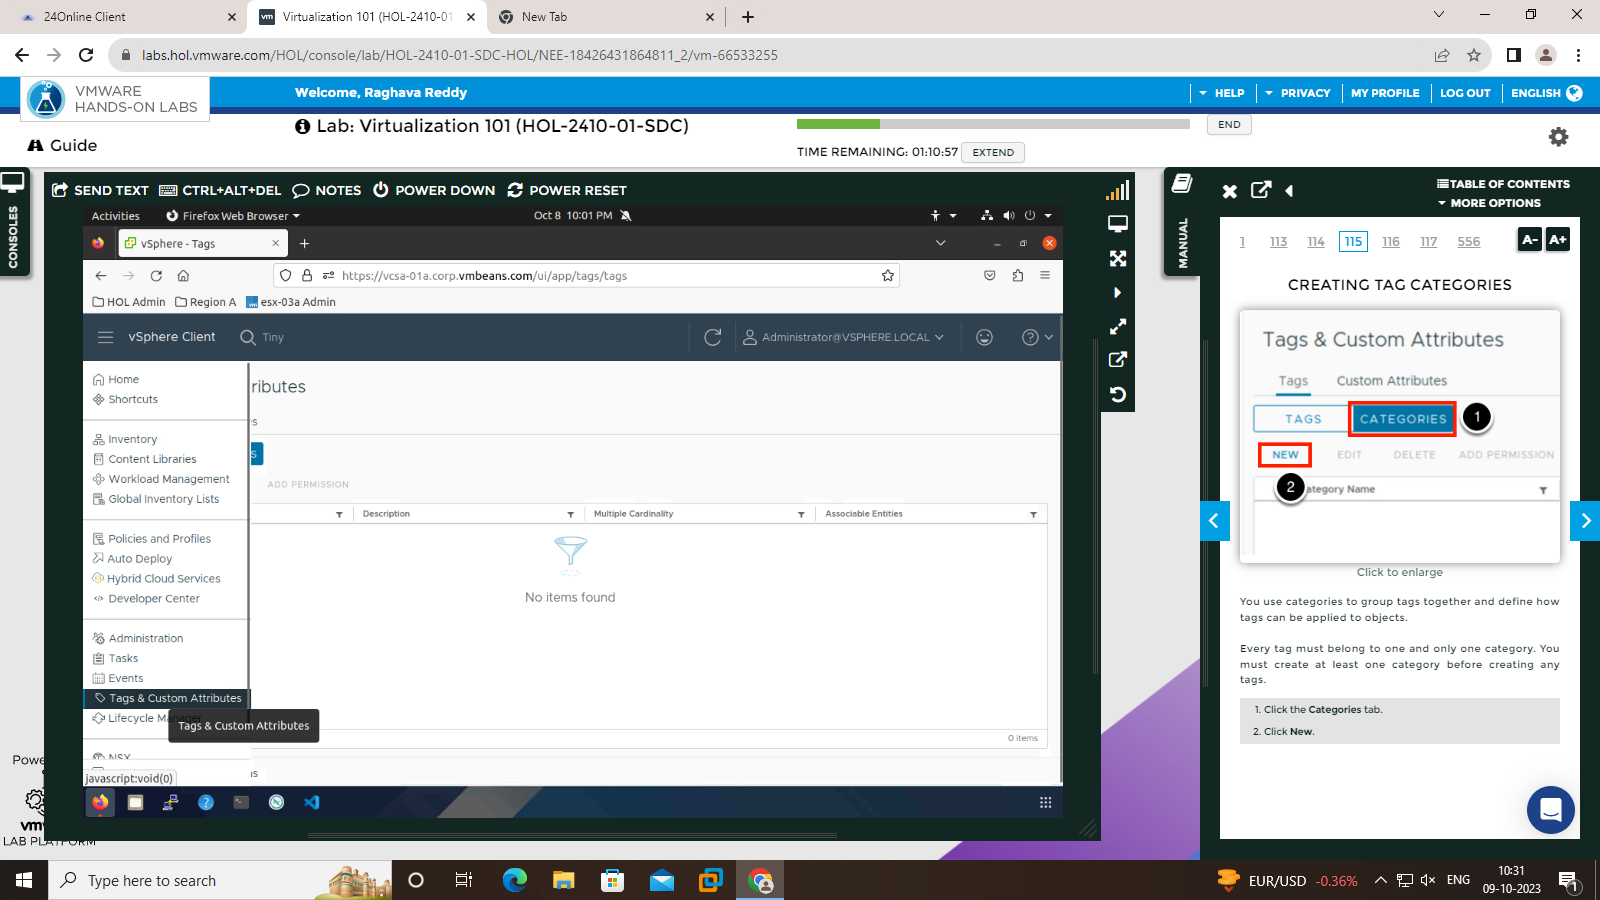 24Online Client
Virtualization 101 (HOL-2410-01
New Tab
labs.hol.vmware.com/HOL/console/lab/HOL-2410-01-SDC-HOL/NEE-18426431864811_2/vm-66533255
VMWARE
HANDS-ON LABS
Welcome, Raghava Reddy
HELP
PRIVACY
MY PROFILE
LOG OUT
ENGLISH
Guide
Lab: Virtualization 101 (HOL-2410-01-SDC)
TIME REMAINING: 01:10:57
EXTEND
END
CONSOLES
SEND TEXT
CTRL+ALT+DEL
NOTES
POWER DOWN
POWER RESET
Activities
Firefox Web Browser
Oct 8 10:01 PM
vSphere - Tags
https://vcsa-01a.corp.vmbeans.com/ui/app/tags/tags
HOL Admin
Region A
vm
esx-03a Admin
vSphere Client
Tiny
Administrator@VSPHERE.LOCAL
Home
Shortcuts
Inventory
Content Libraries
Workload Management
Global Inventory Lists
Policies and Profiles
Auto Deploy
Hybrid Cloud Services
Developer Center
Administration
Tasks
Events
Tags & Custom Attributes
Lifecycle Manager
Tags & Custom Attributes
NSX
javascript:void(0)
ributes
s
S
ADD PERMISSION
Description
Multiple Cardinality
Associable Entities
No items found
0 items
ns
Powe
vmw
LAB PLATFORM
MANUAL
TABLE OF CONTENTS
MORE OPTIONS
1 113 114 115 116 117 556
A- A+
CREATING TAG CATEGORIES
Tags & Custom Attributes
Tags
Custom Attributes
TAGS
CATEGORIES
1
NEW
EDIT
DELETE
ADD PERMISSION
2
ategory Name
Click to enlarge
You use categories to group tags together and define how
tags can be applied to objects.
Every tag must belong to one and only one category. You
must create at least one category before creating any
tags.
1. Click the Categories tab.
2. Click New.
Type here to search
EUR/USD -0.36%
ENG
10:31
09-10-2023
1